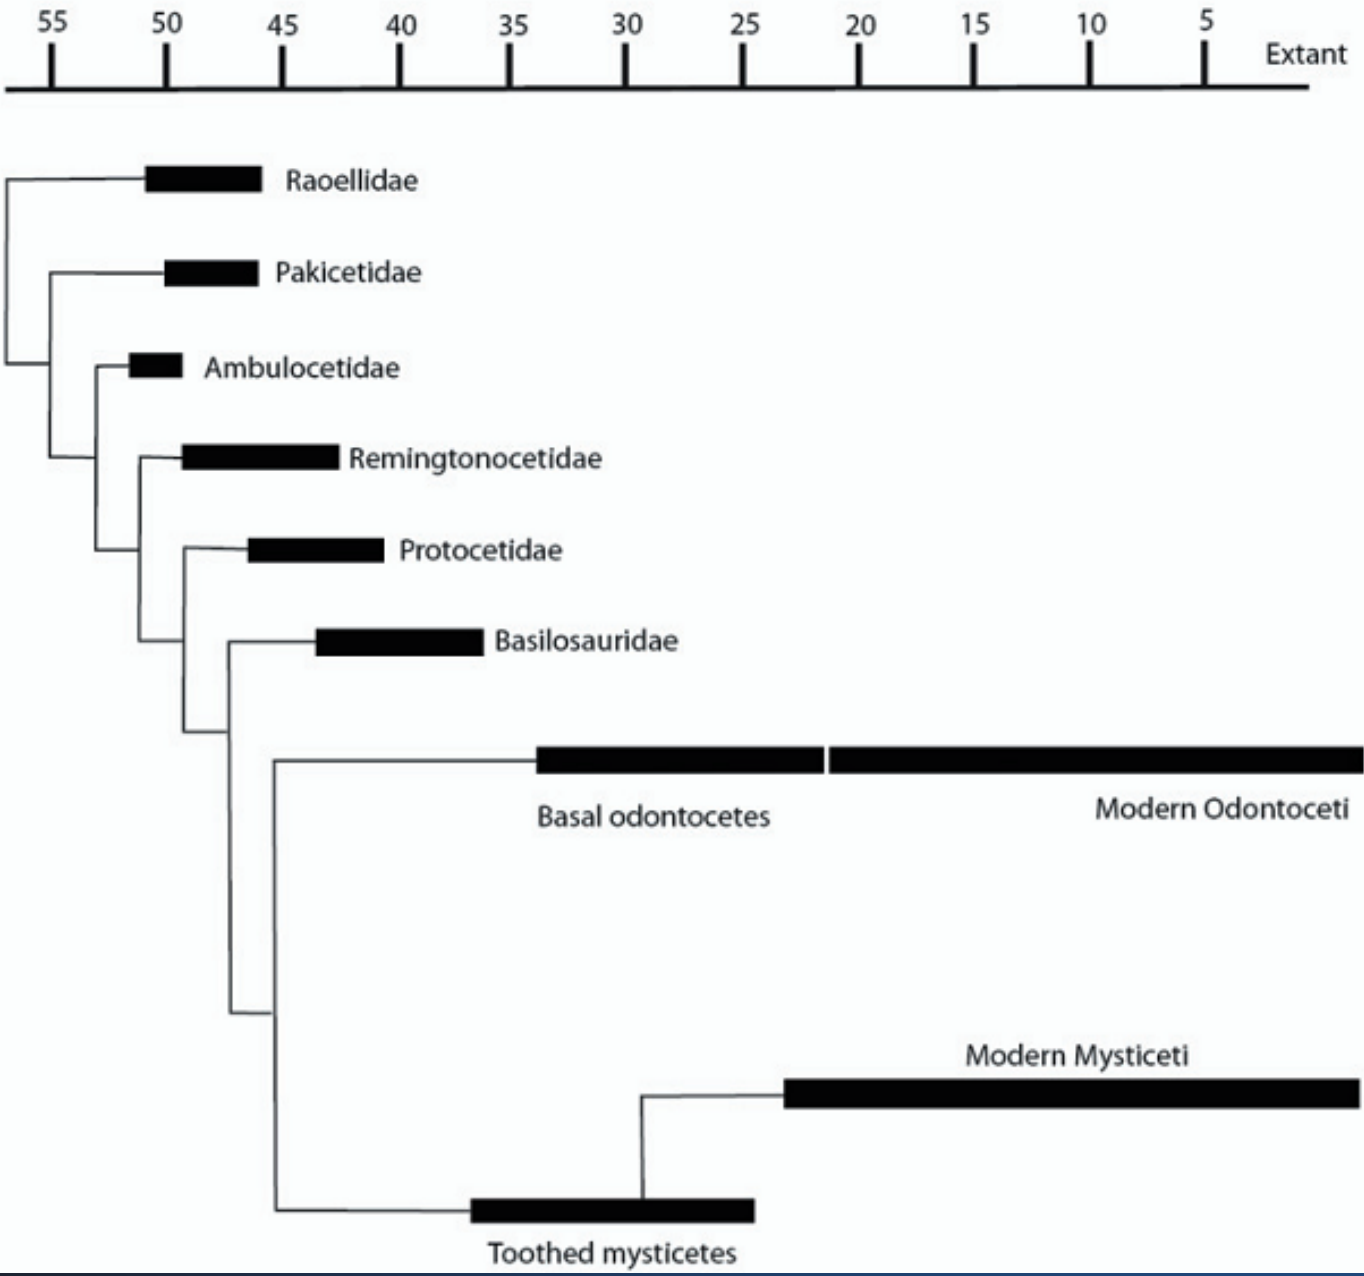 55 50 45 40 35 30 25 20 15 10 5
Extant
Raoellidae
Pakicetidae
Ambulocetidae
Remingtonocetidae
Protocetidae
Basilosauridae
Basal odontocetes
Modern Odontoceti
Modern Mysticeti
Toothed mysticetes